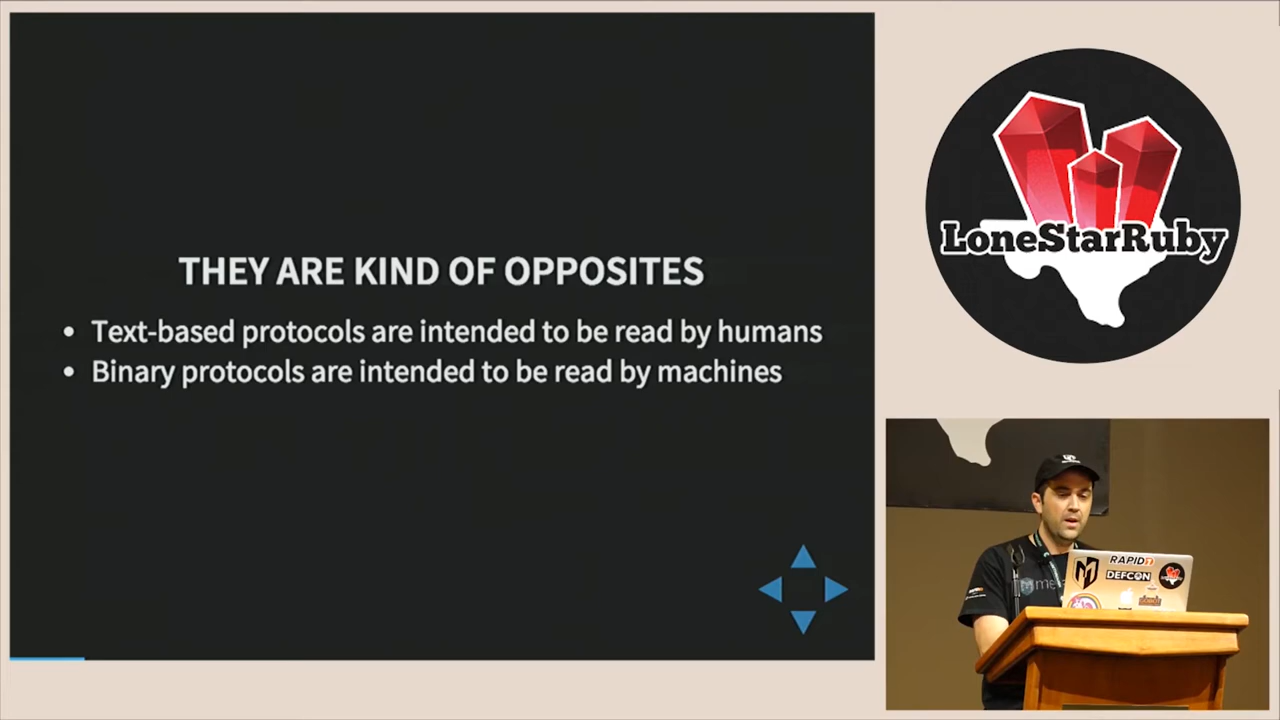 THEY ARE KIND OF OPPOSITES
• Text-based protocols are intended to be read by humans
• Binary protocols are intended to be read by machines
LoneStarRuby
RAPID7
DEFCON